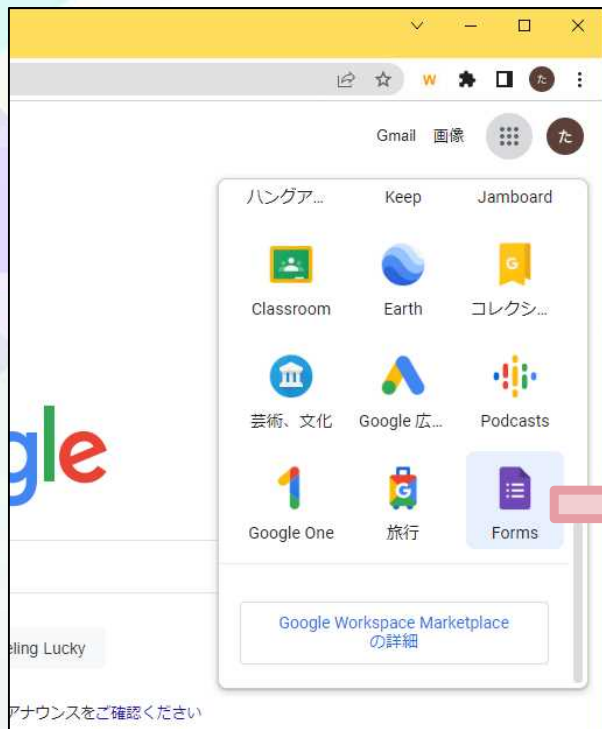 W
た
Gmail 画像
た
ハングア... Keep Jamboard
G
Classroom Earth コレクシ...
芸術、文化 Google 広... Podcasts
gle
G
Google One 旅行 Forms
Google Workspace Marketplace
の詳細
eling Lucky
アナウンスをご確認ください